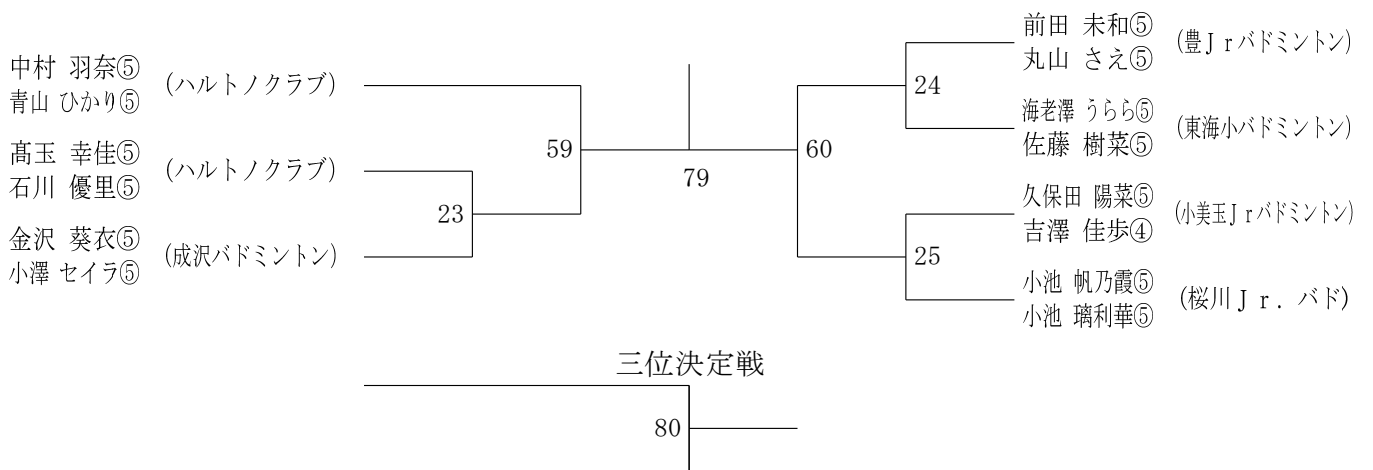 中村 羽奈⑤
青山 ひかり⑤
(ハルトノクラブ)
髙玉 幸佳⑤
石川 優里⑤
(ハルトノクラブ)
金沢 葵衣⑤
小澤 セイラ⑤
(成沢バドミントン)
59
23
79
60
24
25
前田 未和⑤
丸山 さえ⑤
(豊Ｊｒバドミントン)
海老澤 うらら⑤
佐藤 樹菜⑤
(東海小バドミントン)
久保田 陽菜⑤
吉澤 佳歩④
(小美玉Ｊｒバドミントン)
小池 帆乃霞⑤
小池 璃利華⑤
(桜川Ｊｒ．バド)
三位決定戦
80